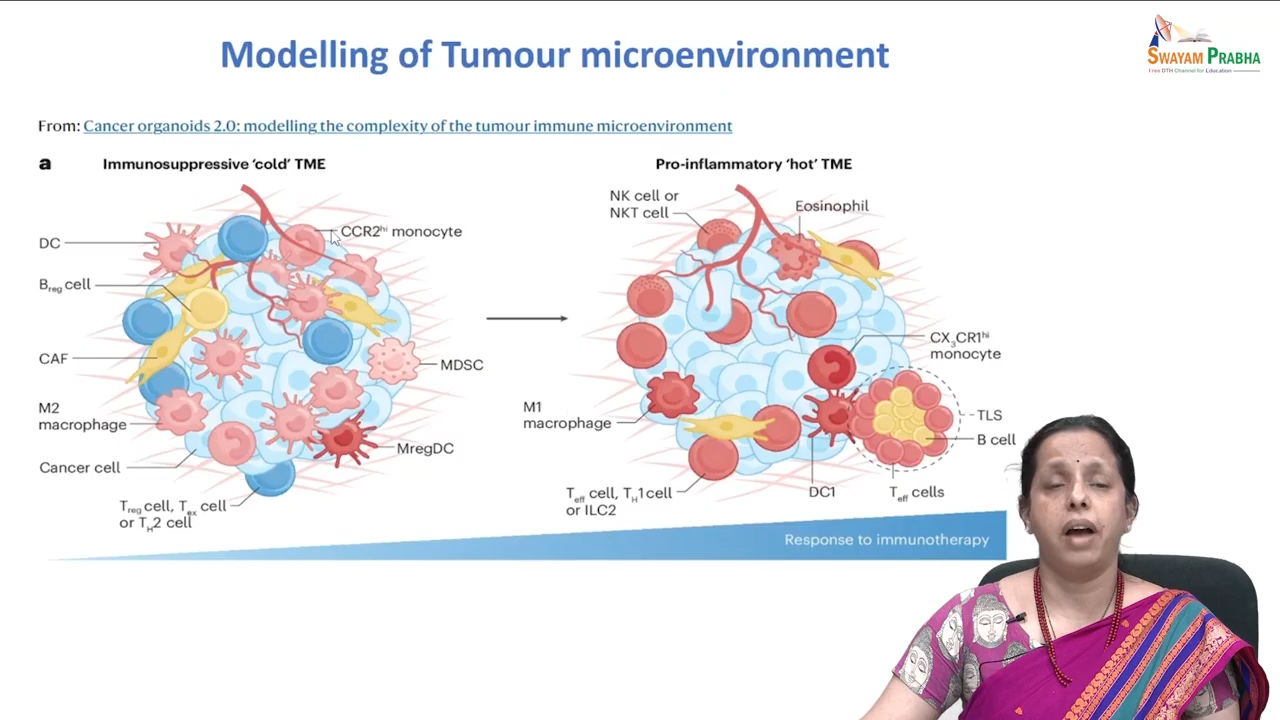 Modelling of Tumour microenvironment
SWAYAM PRABHA
Free DTH Channel for Education
From: Cancer organoids 2.0: modelling the complexity of the tumour immune microenvironment
a
Immunosuppressive ‘cold’ TME
DC
Breg cell
CAF
M2
macrophage
Cancer cell
Treg cell, Tex cell
or TH2 cell
CCR2hi monocyte
MDSC
MregDC
Pro-inflammatory ‘hot’ TME
NK cell or
NKT cell
Eosinophil
CX3CR1hi
monocyte
M1
macrophage
TLS
B cell
Teff cell, TH1 cell
or ILC2
DC1
Teff cells
Response to immunotherapy